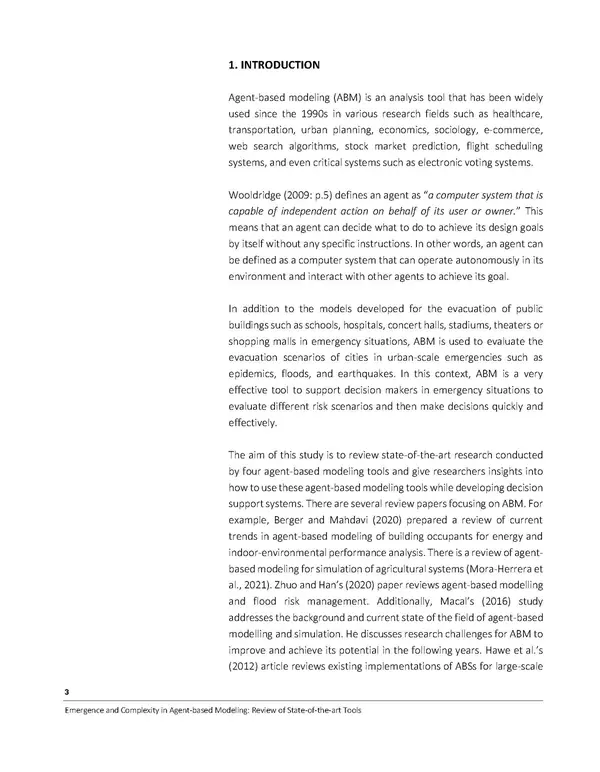 1. INTRODUCTION
Agent-based modeling (ABM) is an analysis tool that has been widely
used since the 1990s in various research fields such as healthcare,
transportation, urban planning, economics, sociology, e-commerce,
web search algorithms, stock market prediction, flight scheduling
systems, and even critical systems such as electronic voting systems.
Wooldridge (2009: p.5) defines an agent as “a computer system that is
capable of independent action on behalf of its user or owner.” This
means that an agent can decide what to do to achieve its design goals
by itself without any specific instructions. In other words, an agent can
be defined as a computer system that can operate autonomously in its
environment and interact with other agents to achieve its goal.
In addition to the models developed for the evacuation of public
buildings such as schools, hospitals, concert halls, stadiums, theaters or
shopping malls in emergency situations, ABM is used to evaluate the
evacuation scenarios of cities in urban-scale emergencies such as
epidemics, floods, and earthquakes. In this context, ABM is a very
effective tool to support decision makers in emergency situations to
evaluate different risk scenarios and then make decisions quickly and
effectively.
The aim of this study is to review state-of-the-art research conducted
by four agent-based modeling tools and give researchers insights into
how to use these agent-based modeling tools while developing decision
support systems. There are several review papers focusing on ABM. For
example, Berger and Mahdavi (2020) prepared a review of current
trends in agent-based modeling of building occupants for energy and
indoor-environmental performance analysis. There is a review of agent-
based modeling for simulation of agricultural systems (Mora-Herrera et
al., 2021). Zhuo and Han’s (2020) paper reviews agent-based modelling
and flood risk management. Additionally, Macal’s (2016) study
addresses the background and current state of the field of agent-based
modelling and simulation. He discusses research challenges for ABM to
improve and achieve its potential in the following years. Hawe et al.’s
(2012) article reviews existing implementations of ABSs for large-scale
3
Emergence and Complexity in Agent-based Modeling: Review of State-of-the-art Tools